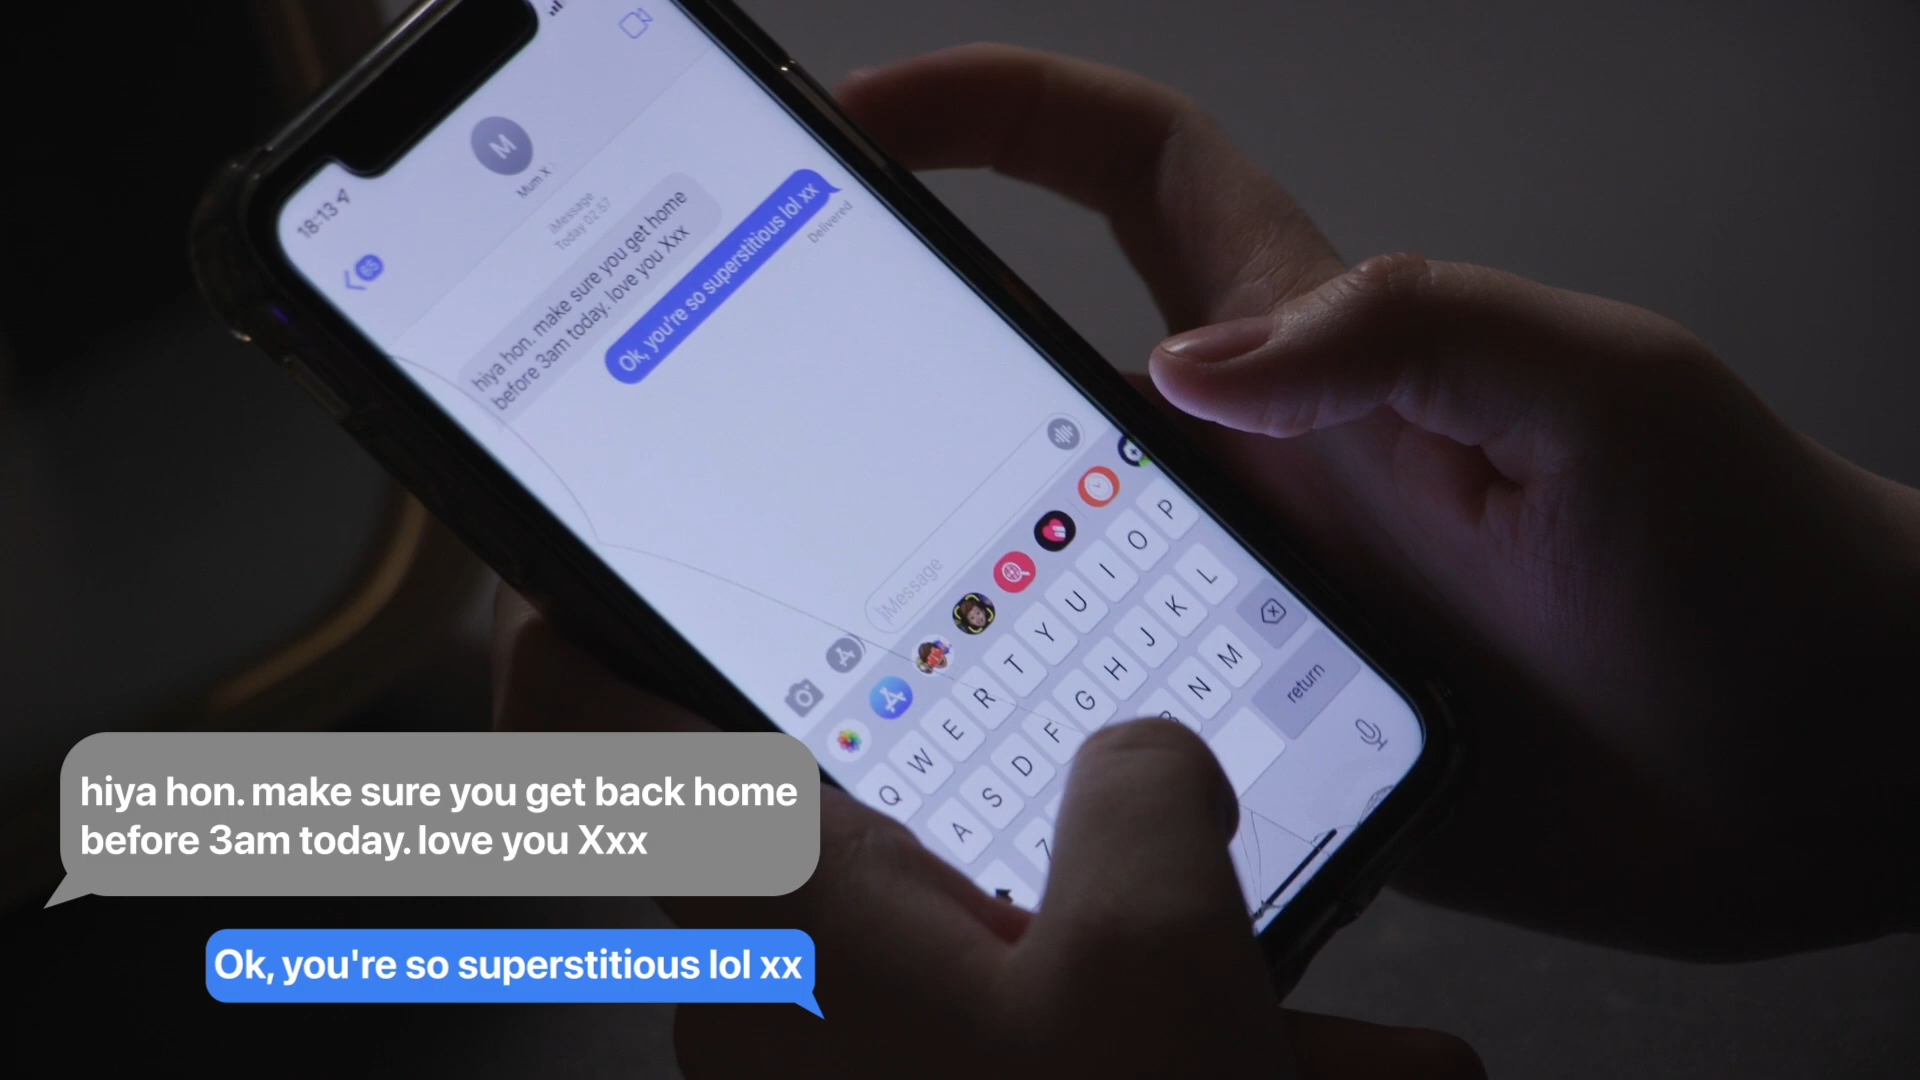 18:13
65
M
Mum X
iMessage
Today 02:57
hiya hon. make sure you get home
before 3am today. love you Xxx
Ok, you're so superstitious lol xx
Delivered
iMessage
Q W E R T Y U I O P
A S D F G H J K L
Z B N M
return
hiya hon. make sure you get back home
before 3am today. love you Xxx
Ok, you're so superstitious lol xx